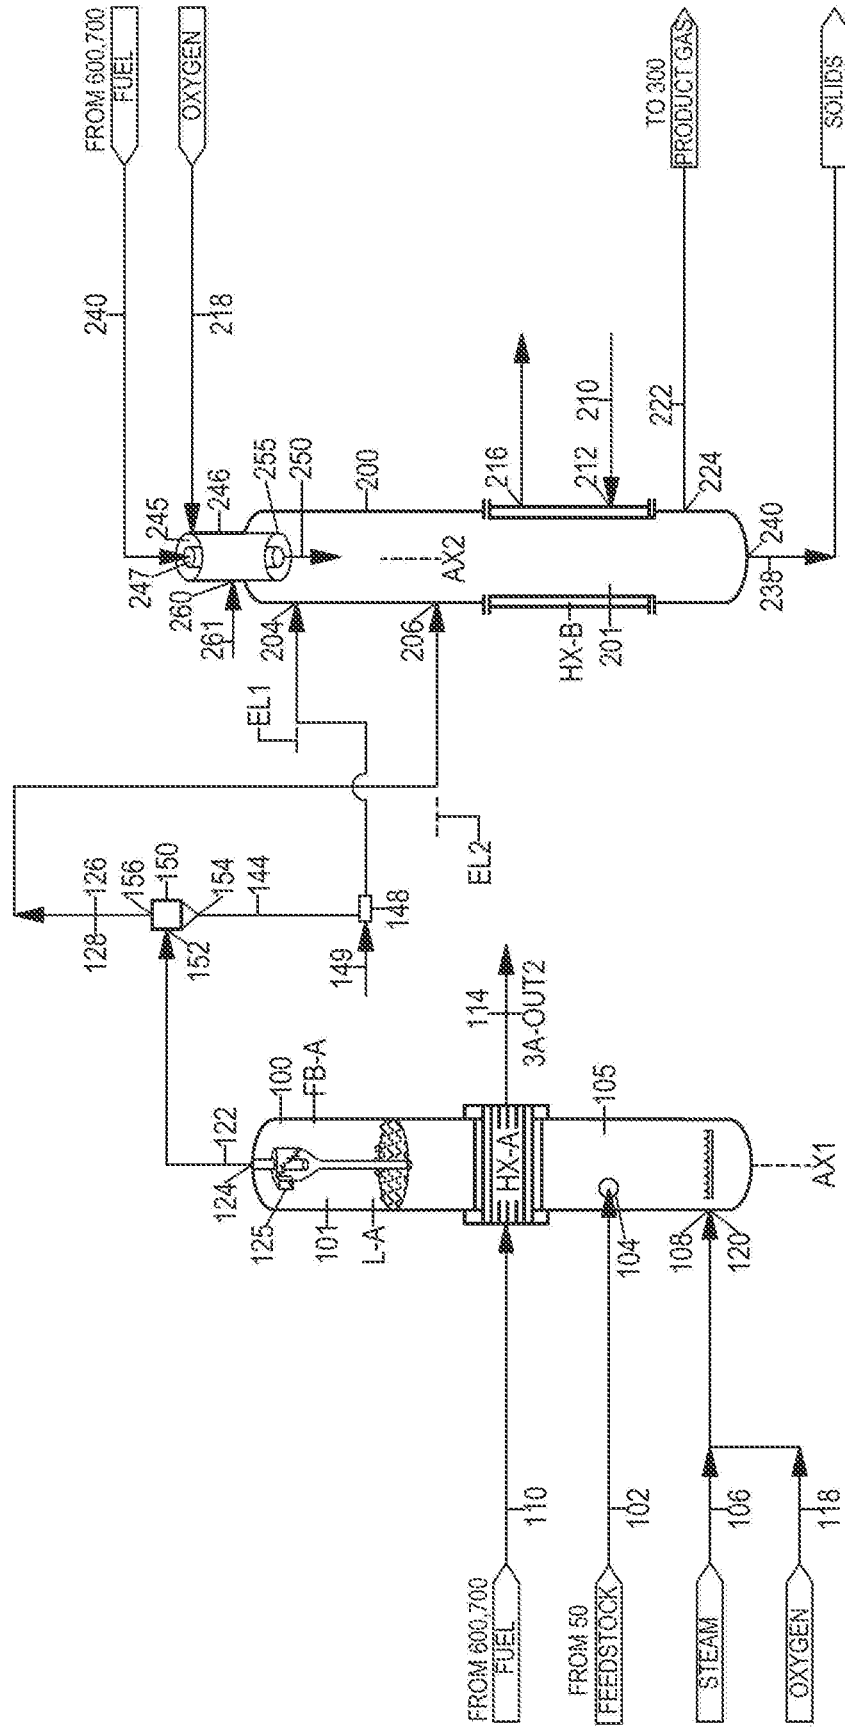 FROM 600,700
FUEL
240
OXYGEN
218
245
247
246
260
261
255
250
204
200
EL1
206
AX2
216
HX-B
212
210
201
222
TO 300
PRODUCT GAS
224
240
238
SOLIDS
126
128
156
150
152
154
144
148
149
EL2
122
124
100
125
FB-A
101
L-A
HX-A
114
3A-OUT2
105
104
108
120
AX1
FROM 600,700
FUEL
110
FROM 50
FEEDSTOCK
102
STEAM
106
OXYGEN
118